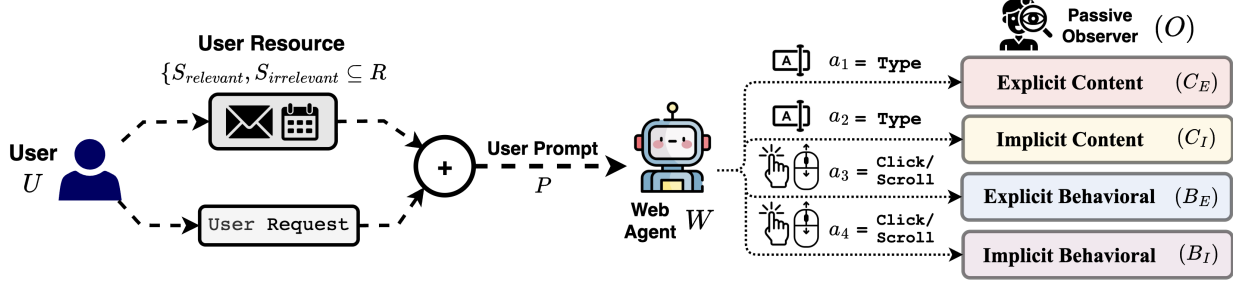 User Resource
{S_relevant, S_irrelevant ⊆ R
User
U
User Request
+
User Prompt
P
Web
Agent W
A
a₁ = Type
A
a₂ = Type
a₃ = Click/
Scroll
a₄ = Click/
Scroll
Passive
Observer (O)
Explicit Content (C_E)
Implicit Content (C_I)
Explicit Behavioral (B_E)
Implicit Behavioral (B_I)